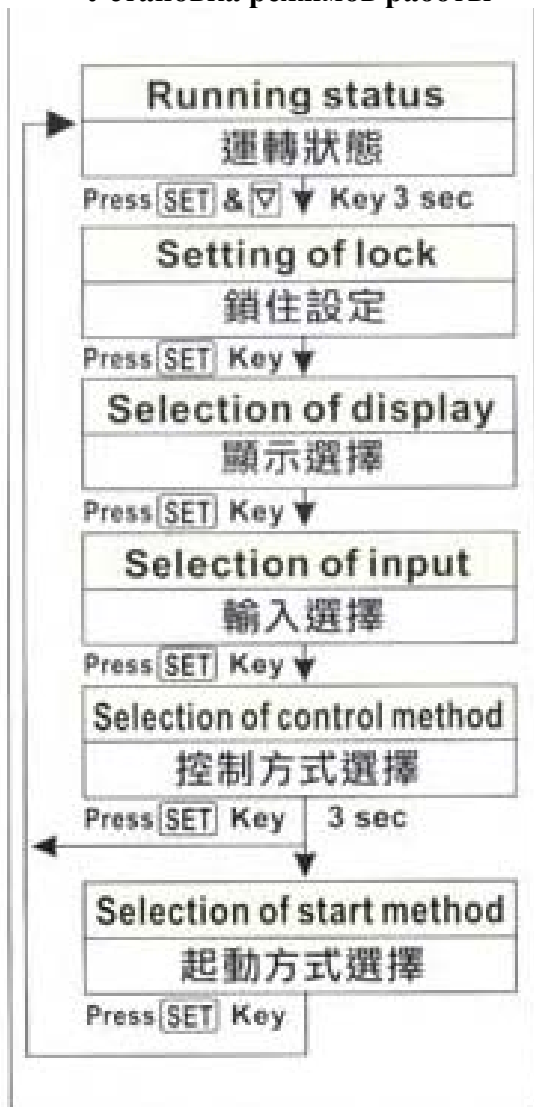 режимов работы
Running status
運轉狀態
Press SET & ▽ ▼ Key 3 sec
Setting of lock
鎖住設定
Press SET Key ▼
Selection of display
顯示選擇
Press SET Key ▼
Selection of input
輸入選擇
Press SET Key ▼
Selection of control method
控制方式選擇
Press SET Key 3 sec
Selection of start method
起動方式選擇
Press SET Key